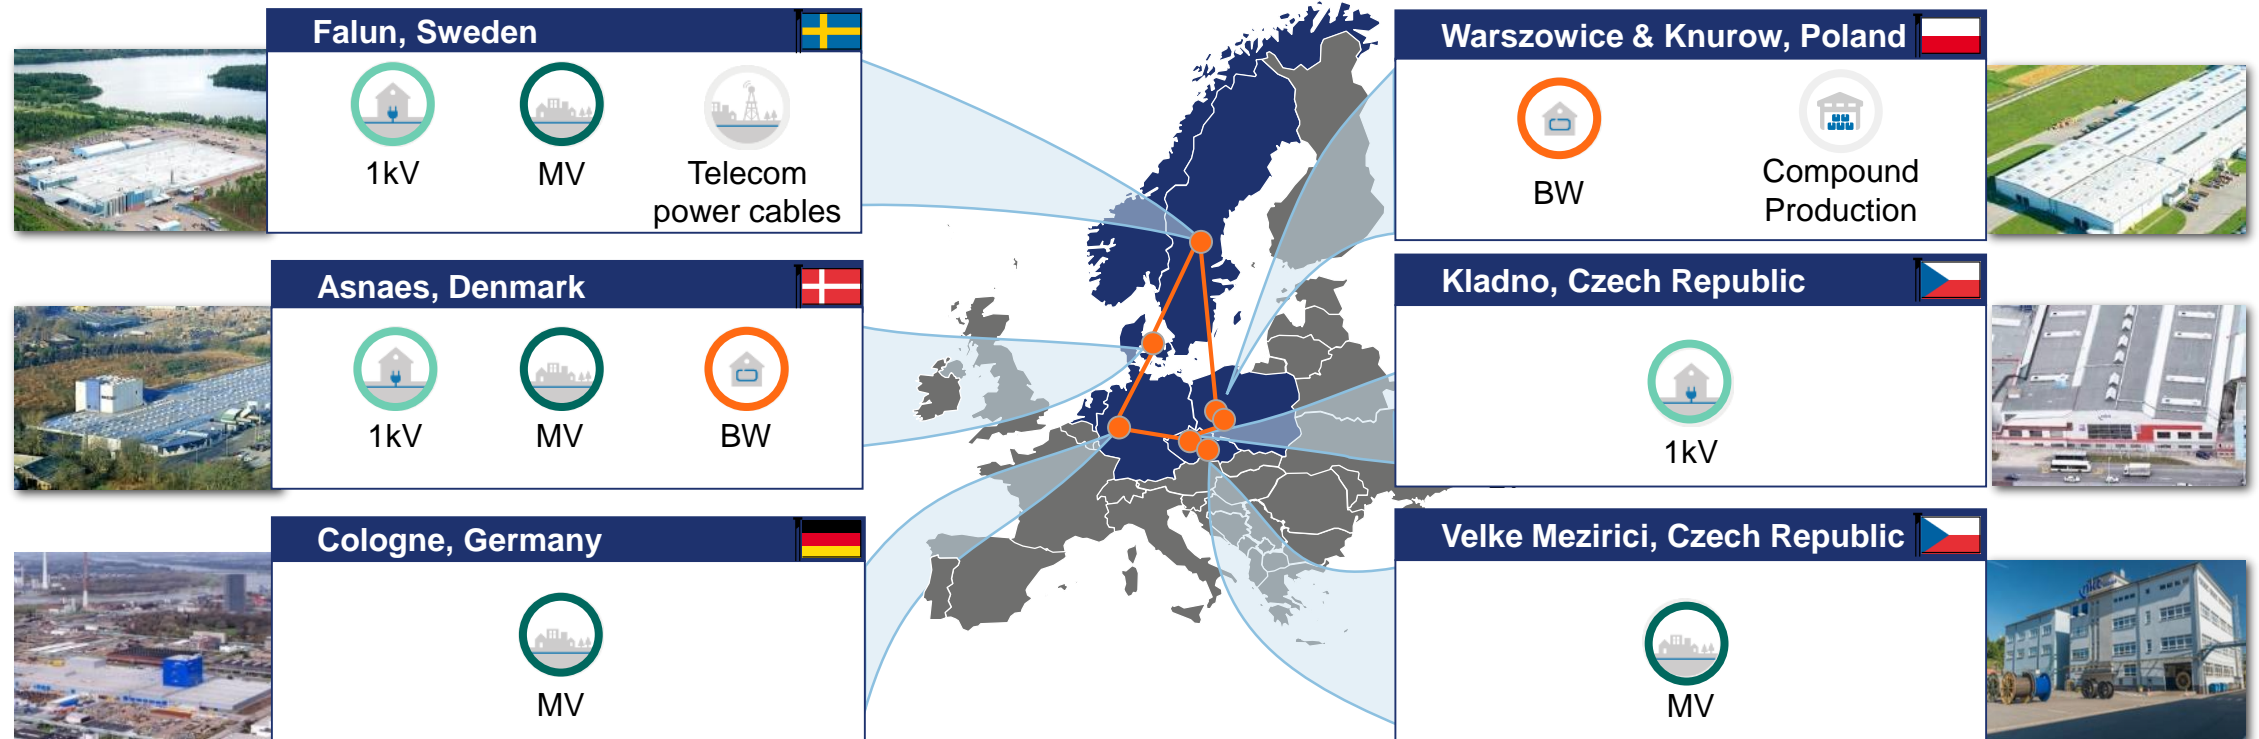 Falun, Sweden
1kV
MV
Telecom
power cables
Asnaes, Denmark
1kV
MV
BW
Cologne, Germany
MV
Warszowice & Knurow, Poland
BW
Compound
Production
Kladno, Czech Republic
1kV
Velke Mezirici, Czech Republic
nkt
MV